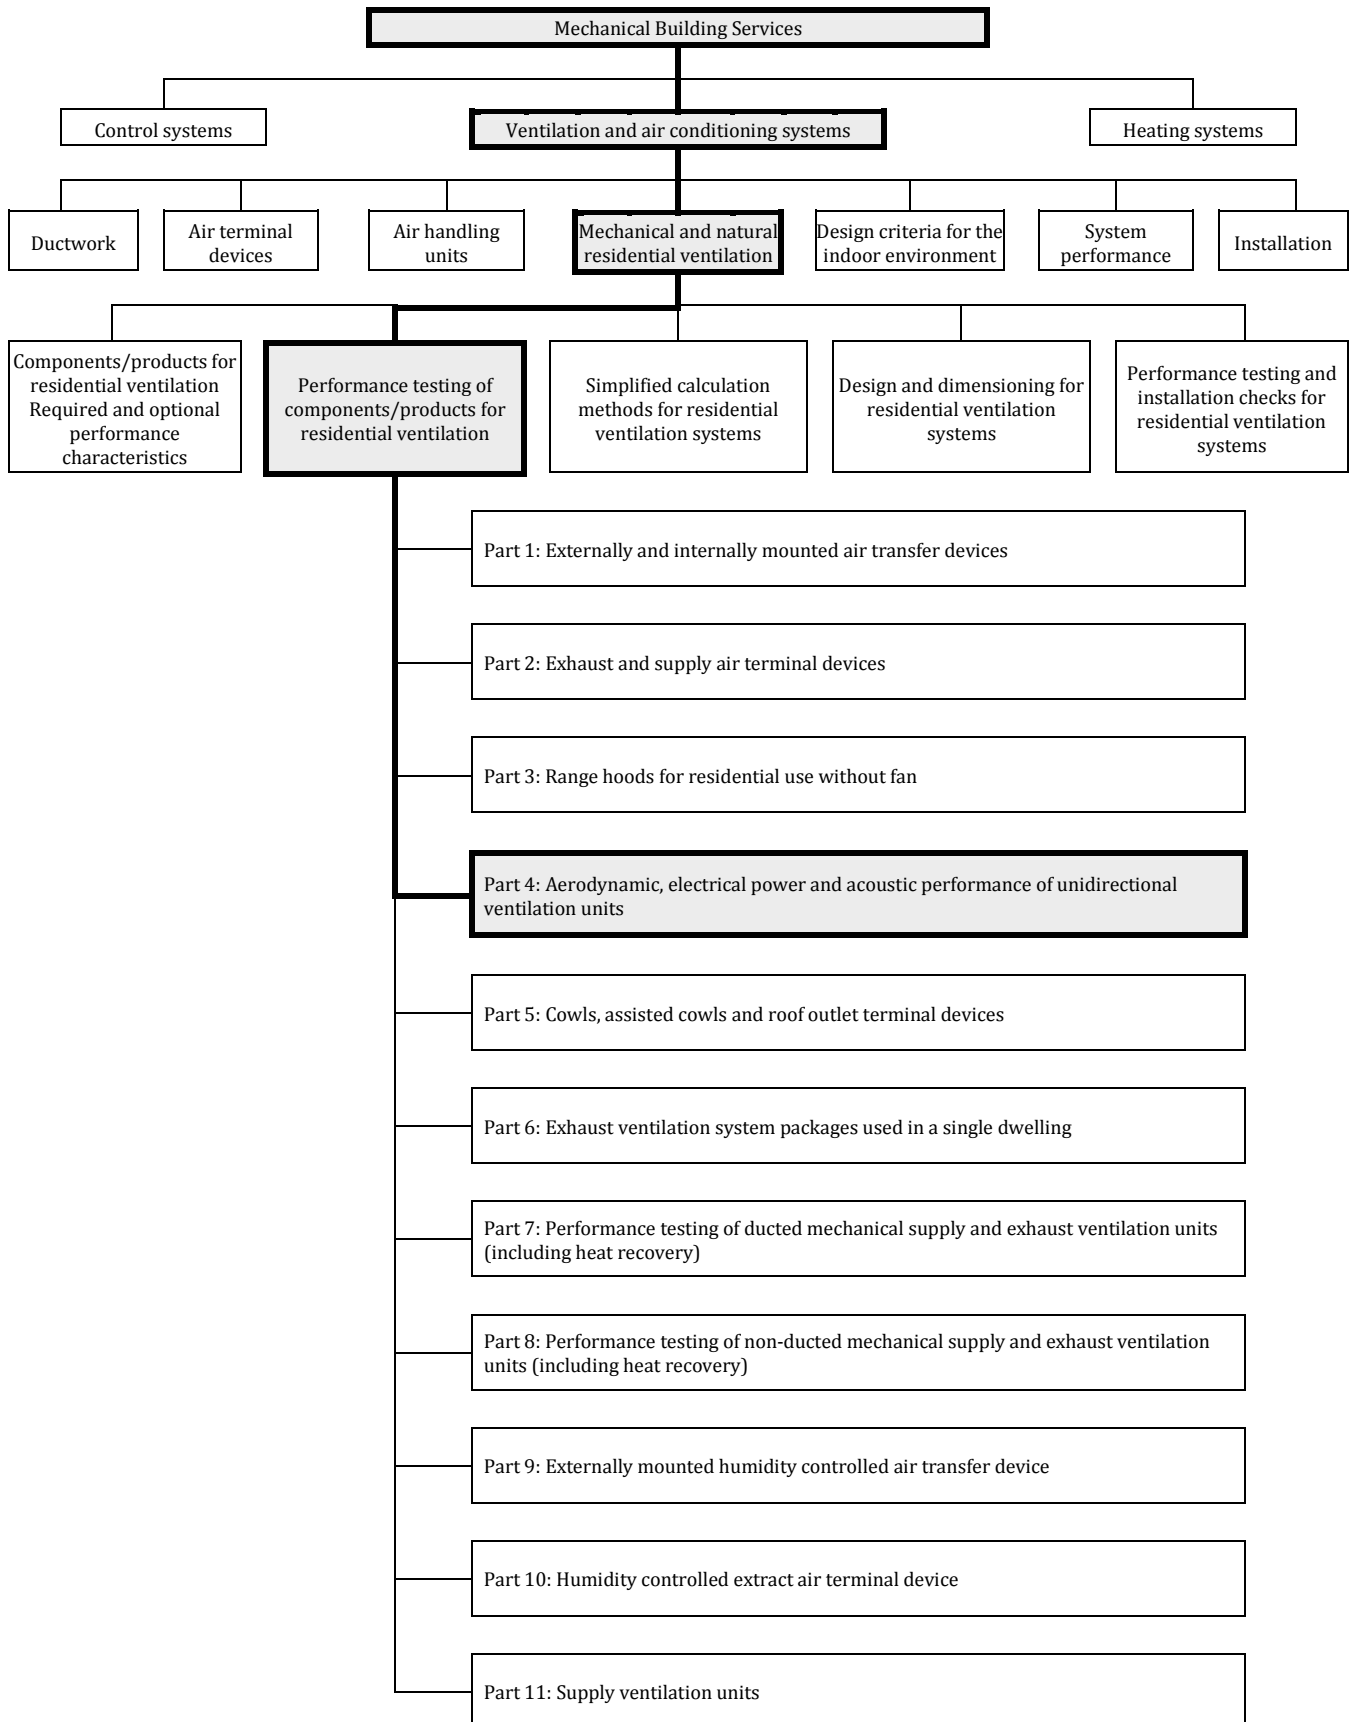 Mechanical Building Services
Control systems
Ventilation and air conditioning systems
Heating systems
Ductwork
Air terminal
devices
Air handling
units
Mechanical and natural
residential ventilation
Design criteria for the
indoor environment
System
performance
Installation
Components/products for
residential ventilation
Required and optional
performance
characteristics
Performance testing of
components/products for
residential ventilation
Simplified calculation
methods for residential
ventilation systems
Design and dimensioning for
residential ventilation
systems
Performance testing and
installation checks for
residential ventilation
systems
Part 1: Externally and internally mounted air transfer devices
Part 2: Exhaust and supply air terminal devices
Part 3: Range hoods for residential use without fan
Part 4: Aerodynamic, electrical power and acoustic performance of unidirectional
ventilation units
Part 5: Cowls, assisted cowls and roof outlet terminal devices
Part 6: Exhaust ventilation system packages used in a single dwelling
Part 7: Performance testing of ducted mechanical supply and exhaust ventilation units
(including heat recovery)
Part 8: Performance testing of non-ducted mechanical supply and exhaust ventilation
units (including heat recovery)
Part 9: Externally mounted humidity controlled air transfer device
Part 10: Humidity controlled extract air terminal device
Part 11: Supply ventilation units